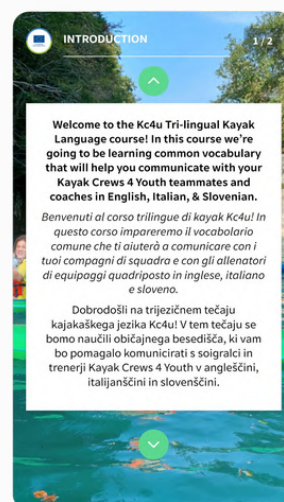 INTRODUCTION
1 / 2
Welcome to the Kc4u Tri-lingual Kayak
Language course! In this course we're
going to be learning common vocabulary
that will help you communicate with your
Kayak Crews 4 Youth teammates and
coaches in English, Italian, & Slovenian.
Benvenuti al corso trilingue di kayak Kc4u! In
questo corso impareremo il vocabolario
comune che ti aiuterà a comunicare con i
tuoi compagni di squadra e con gli allenatori
di equipaggi quadriposto in inglese, italiano
e sloveno.
Dobrodošli na trijezičnem tečaju
kajakaškega jezika Kc4u! V tem tečaju se
bomo naučili običajnega besedišča, ki vam
bo pomagalo komunicirati s soigralci in
trenerji Kayak Crews 4 Youth v angleščini,
italijanščini in slovenščini.